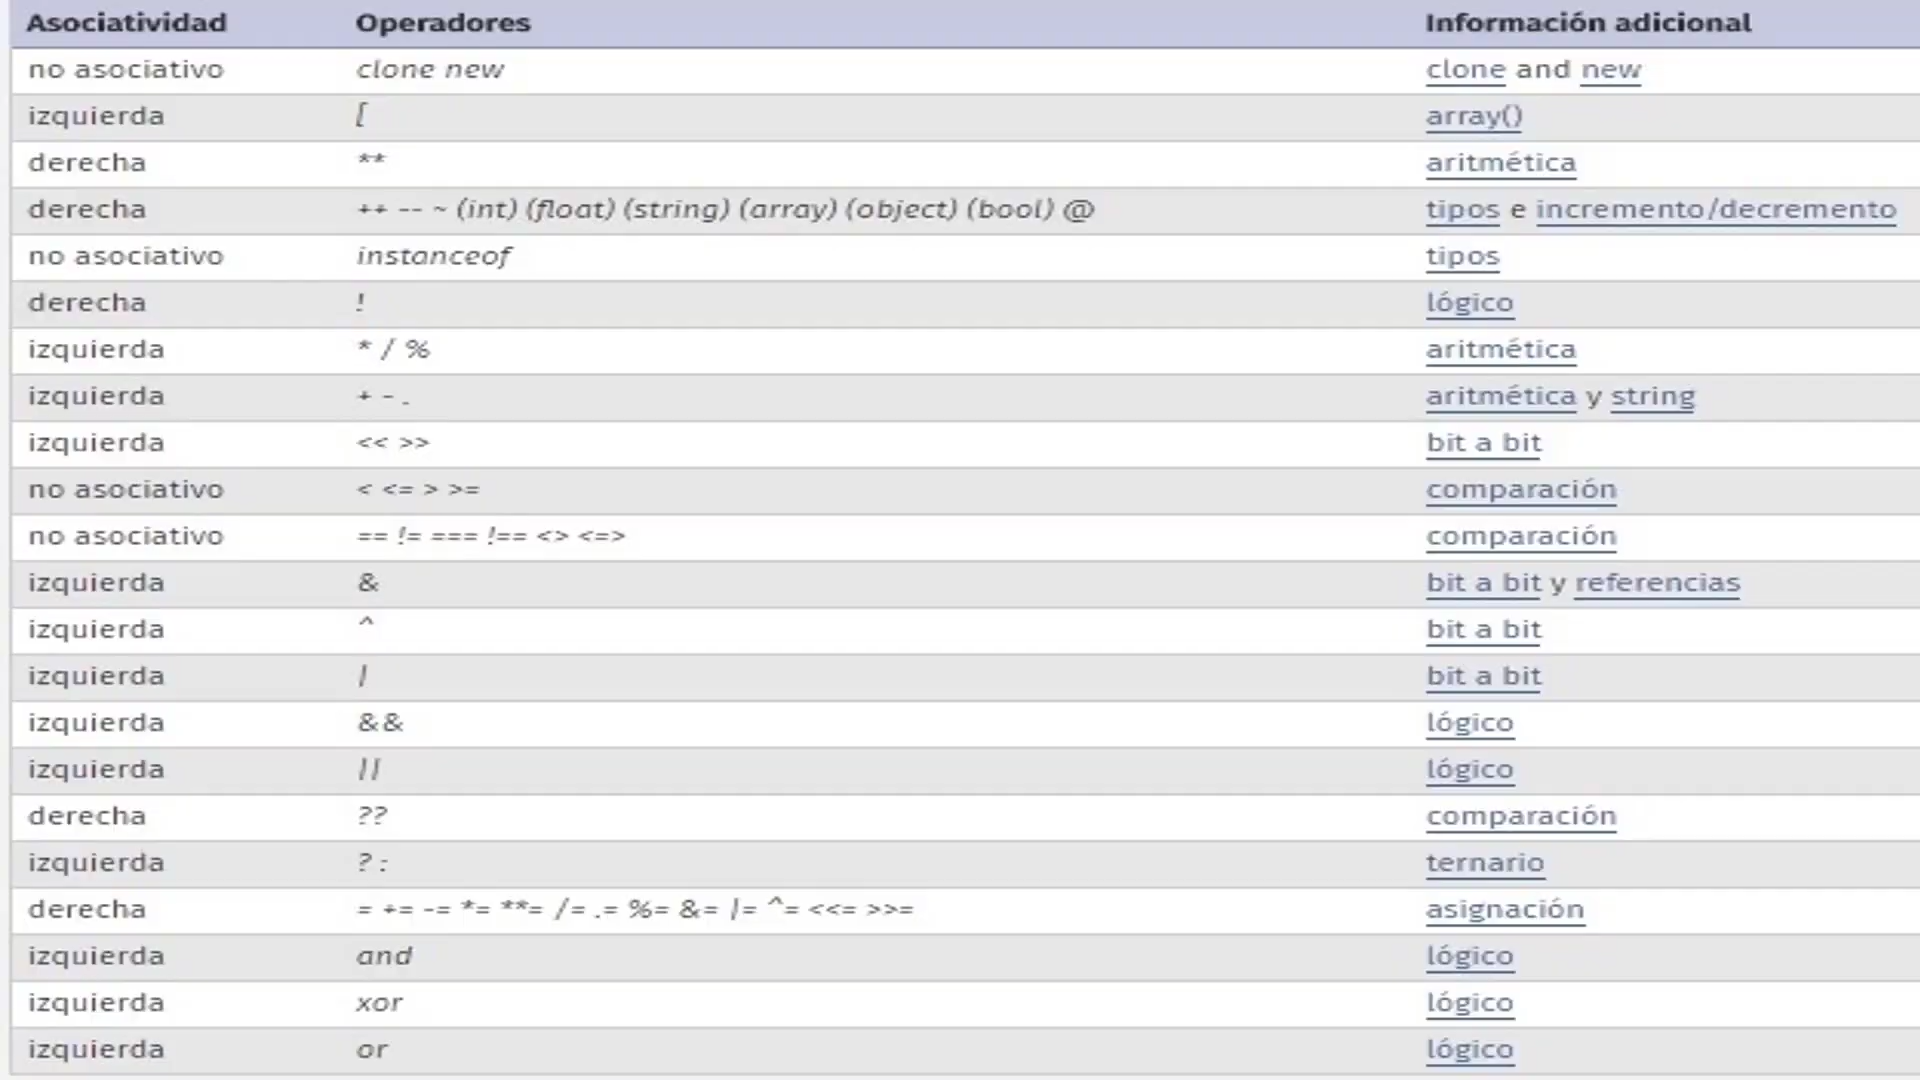 Asociatividad Operadores Información adicional
no asociativo clone new clone and new
izquierda [ array()
derecha ** aritmética
derecha ++ -- ~ (int) (float) (string) (array) (object) (bool) @ tipos e incremento/decremento
no asociativo instanceof tipos
derecha ! lógico
izquierda * / % aritmética
izquierda + - . aritmética y string
izquierda << >> bit a bit
no asociativo < <= > >= comparación
no asociativo == != === !== <> <=> comparación
izquierda & bit a bit y referencias
izquierda ^ bit a bit
izquierda | bit a bit
izquierda && lógico
izquierda || lógico
derecha ?? comparación
izquierda ? : ternario
derecha = += -= *= **= /= .= %= &= |= ^= <<= >>= asignación
izquierda and lógico
izquierda xor lógico
izquierda or lógico